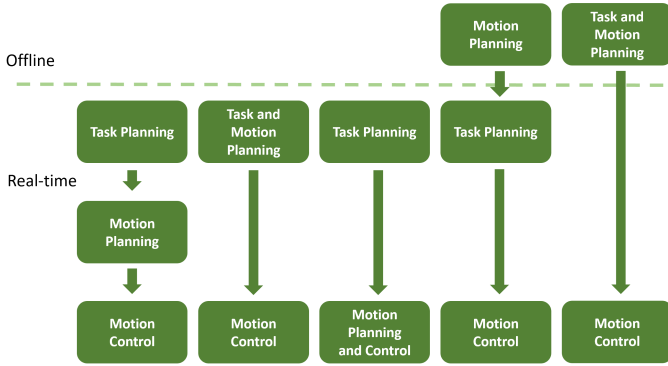 Motion
Planning
Task and
Motion
Planning
Offline
Task Planning
Task and
Motion
Planning
Task Planning
Task Planning
Real-time
Motion
Planning
Motion
Control
Motion
Control
Motion
Planning
and Control
Motion
Control
Motion
Control